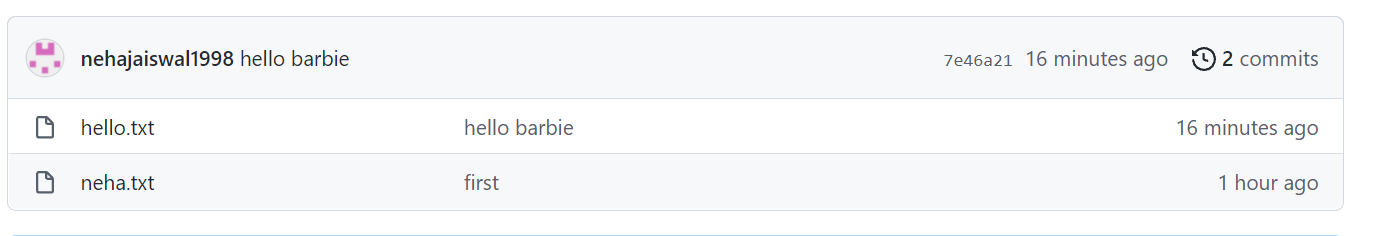 nehajaiswal1998 hello barbie 7e46a21 16 minutes ago 2 commits
hello.txt hello barbie 16 minutes ago
neha.txt first 1 hour ago